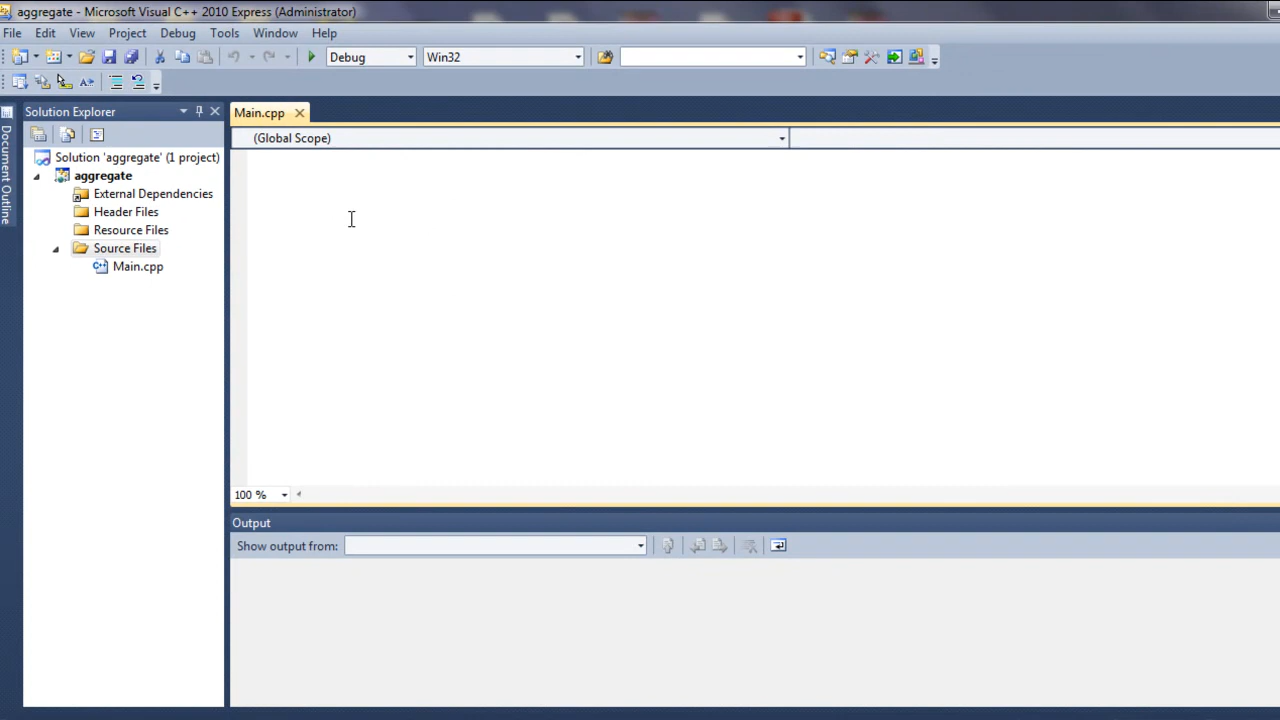 aggregate - Microsoft Visual C++ 2010 Express (Administrator)
File Edit View Project Debug Tools Window Help
Debug Win32
Document Outline
Solution Explorer
Solution 'aggregate' (1 project)
aggregate
External Dependencies
Header Files
Resource Files
Source Files
Main.cpp
Main.cpp
(Global Scope)
100 %
Output
Show output from: